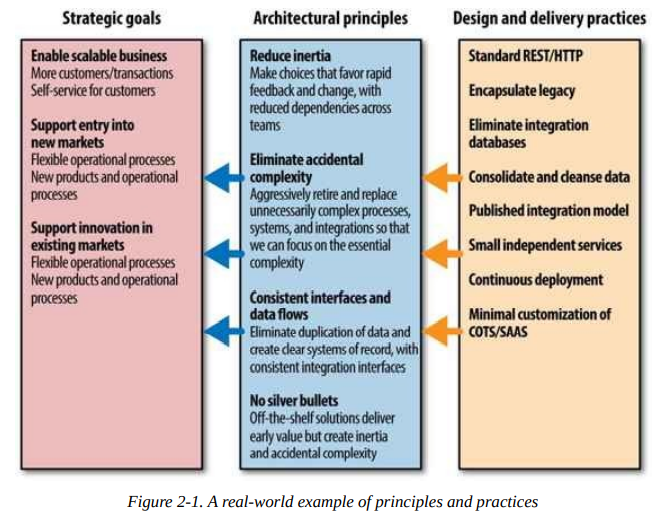 Strategic goals
Enable scalable business
More customers/transactions
Self-service for customers
Support entry into
new markets
Flexible operational processes
New products and operational
processes
Support innovation in
existing markets
Flexible operational processes
New products and operational
processes
Architectural principles
Reduce inertia
Make choices that favor rapid
feedback and change, with
reduced dependencies across
teams
Eliminate accidental
complexity
Aggressively retire and replace
unnecessarily complex processes,
systems, and integrations so that
we can focus on the essential
complexity
Consistent interfaces and
data flows
Eliminate duplication of data and
create clear systems of record, with
consistent integration interfaces
No silver bullets
Off-the-shelf solutions deliver
early value but create inertia
and accidental complexity
Design and delivery practices
Standard REST/HTTP
Encapsulate legacy
Eliminate integration
databases
Consolidate and cleanse data
Published integration model
Small independent services
Continuous deployment
Minimal customization of
COTS/SAAS
Figure 2-1. A real-world example of principles and practices